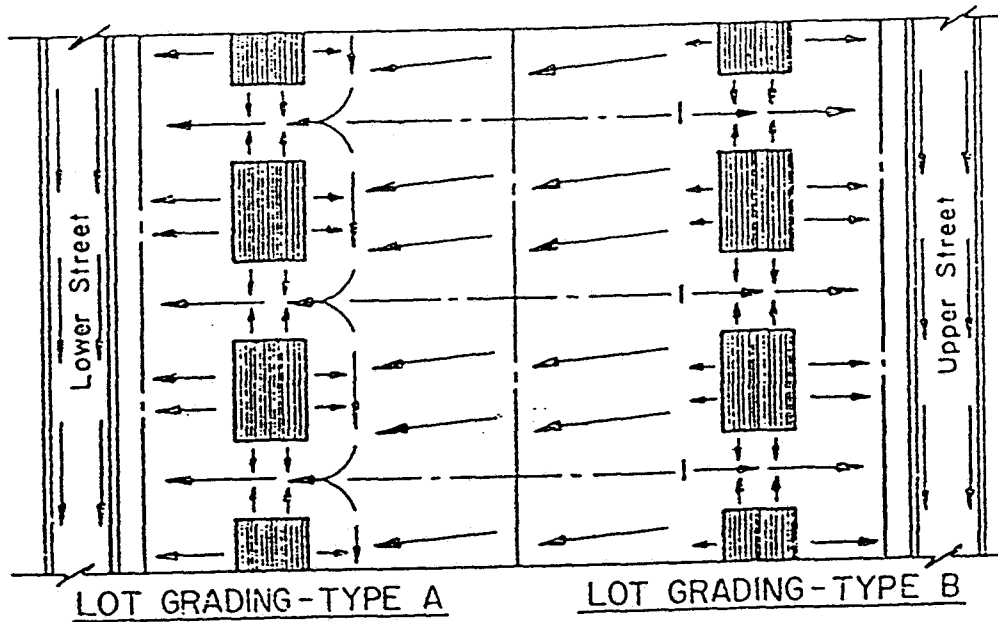 Lower Street
Upper Street
LOT GRADING-TYPE A
LOT GRADING-TYPE B